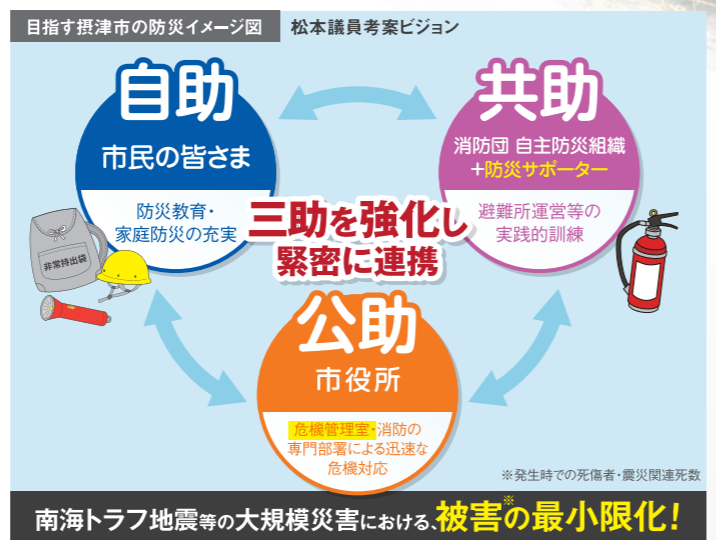 目指す摂津市の防災イメージ図
松本議員考案ビジョン
自助
市民の皆さま
防災教育・
家庭防災の充実
共助
消防団 自主防災組織
+防災サポーター
避難所運営等の
実践的訓練
三助を強化し
緊密に連携
非常持出袋
公助
市役所
危機管理室・消防の
専門部署による迅速な
危機対応
※発生時での死傷者・震災関連死数
南海トラフ地震等の大規模災害における、被害※の最小限化！